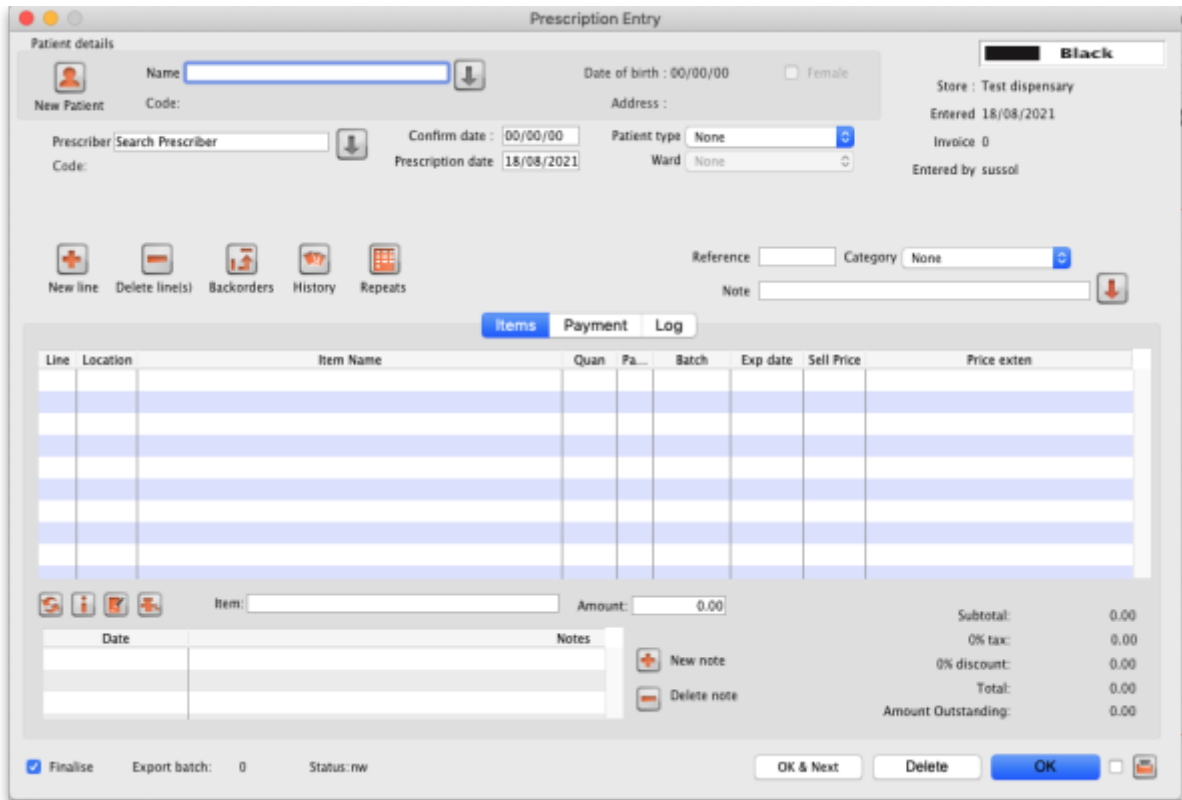 Prescription Entry
Patient details
Black
Name
Date of birth : 00/00/00
Female
Store : Test dispensary
New Patient
Code:
Address :
Entered 18/08/2021
Prescriber Search Prescriber
Confirm date : 00/00/00
Patient type None
Invoice 0
Code:
Prescription date 18/08/2021
Ward None
Entered by sussol
Reference
Category None
New line Delete line(s) Backorders History Repeats
Note
Items Payment Log
Line Location Item Name Quan Pa... Batch Exp date Sell Price Price exten
Item:
Amount: 0.00
Subtotal: 0.00
Date Notes
0% tax: 0.00
New note
0% discount: 0.00
Total: 0.00
Delete note
Amount Outstanding: 0.00
Finalise Export batch: 0 Status: nw OK & Next Delete OK